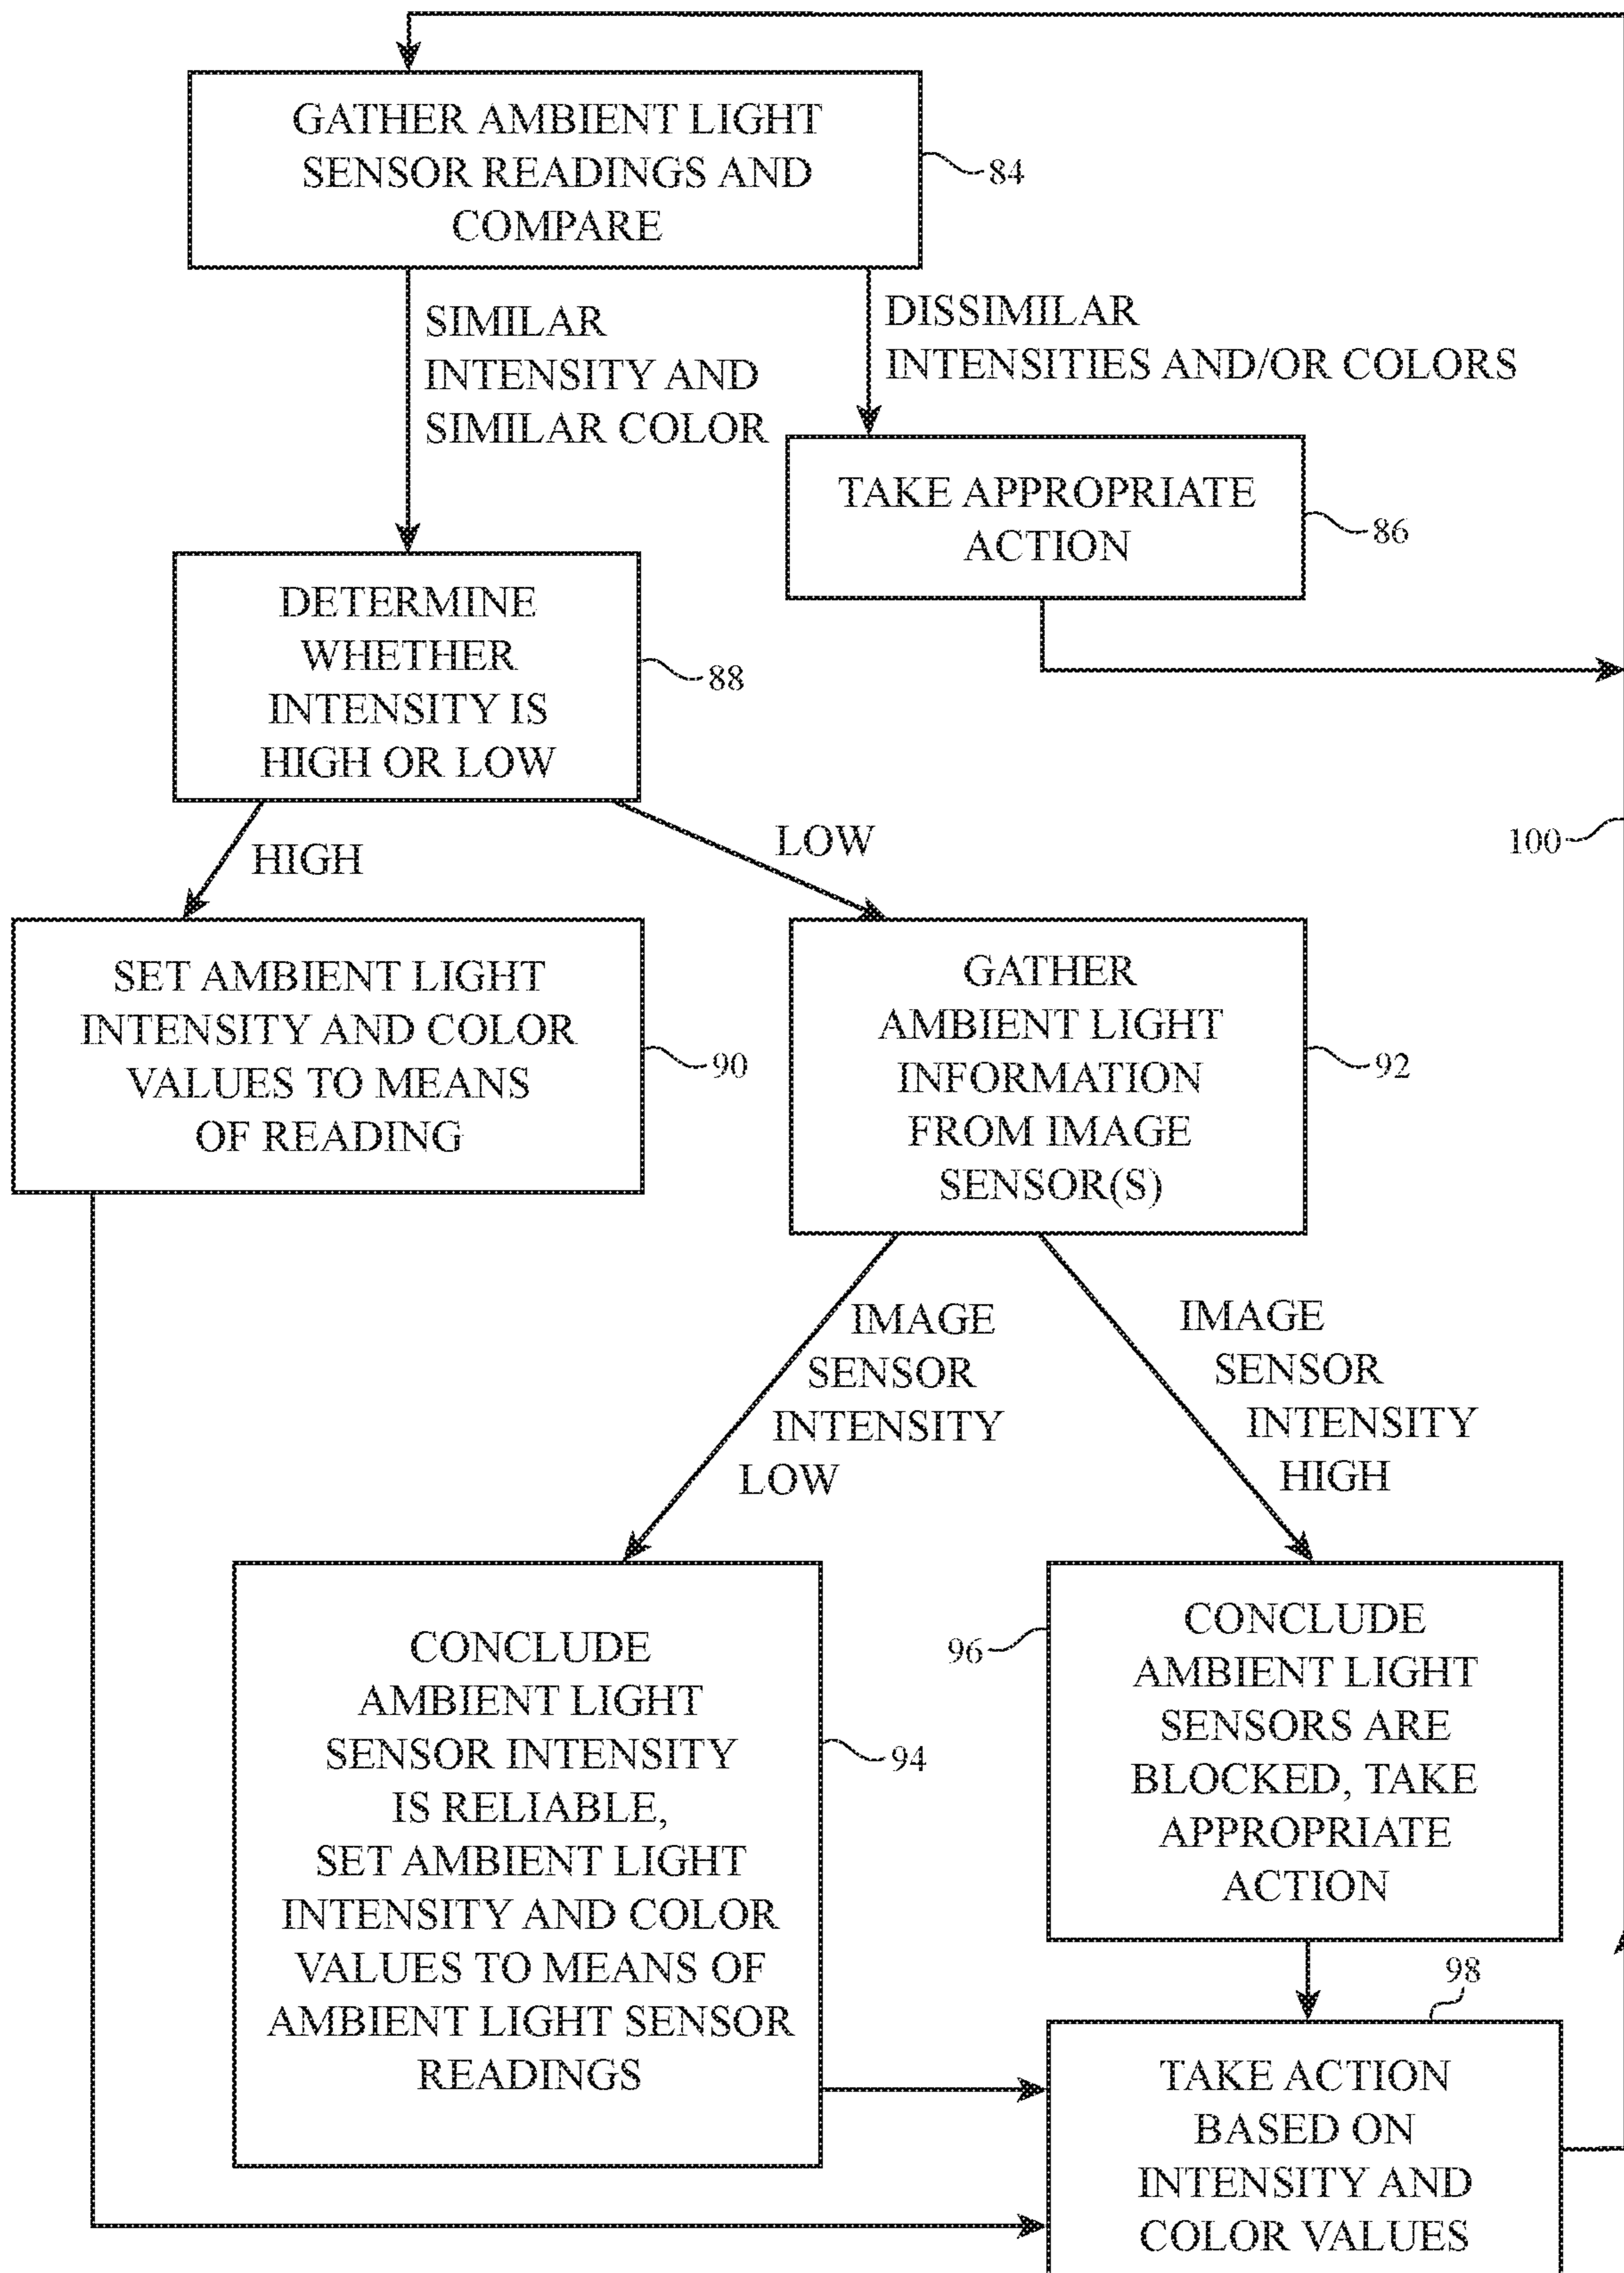 GATHER AMBIENT LIGHT
SENSOR READINGS AND
COMPARE
84
SIMILAR
INTENSITY AND
SIMILAR COLOR
DISSIMILAR
INTENSITIES AND/OR COLORS
TAKE APPROPRIATE
ACTION
86
DETERMINE
WHETHER
INTENSITY IS
HIGH OR LOW
88
100
HIGH
LOW
SET AMBIENT LIGHT
INTENSITY AND COLOR
VALUES TO MEANS
OF READING
90
GATHER
AMBIENT LIGHT
INFORMATION
FROM IMAGE
SENSOR(S)
92
IMAGE
SENSOR
INTENSITY
LOW
IMAGE
SENSOR
INTENSITY
HIGH
CONCLUDE
AMBIENT LIGHT
SENSOR INTENSITY
IS RELIABLE,
SET AMBIENT LIGHT
INTENSITY AND COLOR
VALUES TO MEANS OF
AMBIENT LIGHT SENSOR
READINGS
94
96
CONCLUDE
AMBIENT LIGHT
SENSORS ARE
BLOCKED, TAKE
APPROPRIATE
ACTION
98
TAKE ACTION
BASED ON
INTENSITY AND
COLOR VALUES